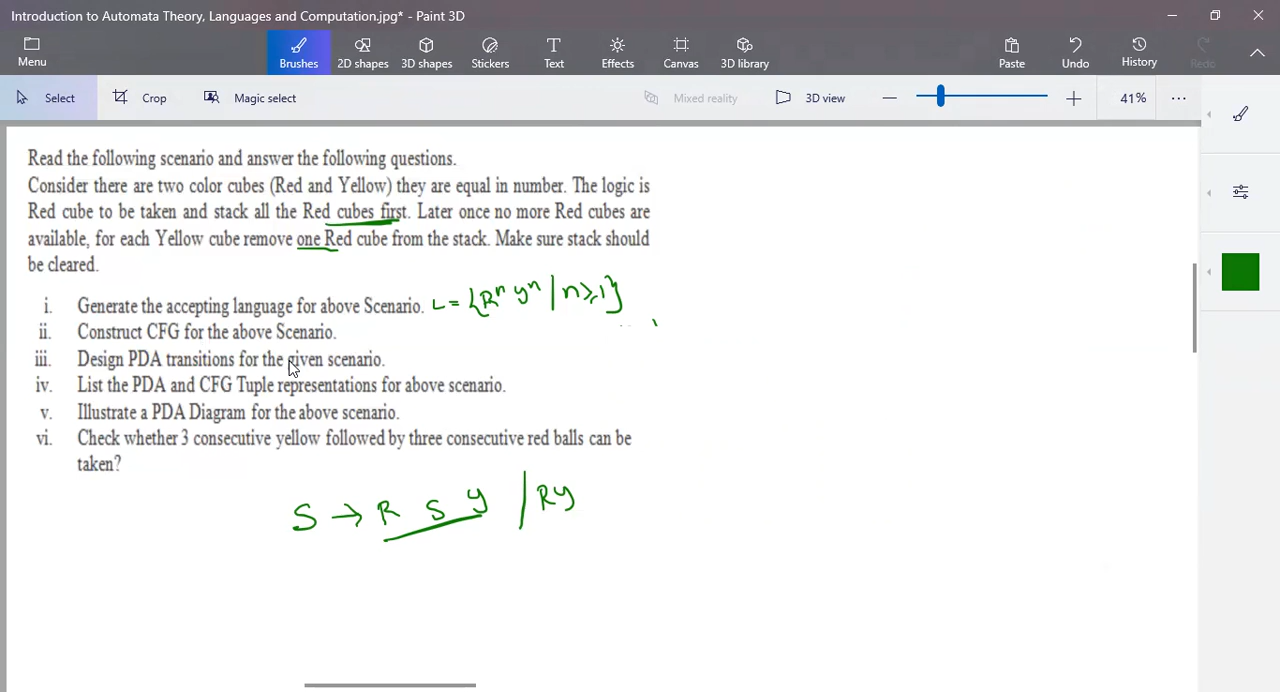 Introduction to Automata Theory, Languages and Computation.jpg* - Paint 3D
Menu
Brushes
2D shapes
3D shapes
Stickers
Text
Effects
Canvas
3D library
Paste
Undo
History
Redo
Select
Crop
Magic select
Mixed reality
3D view
41%
Read the following scenario and answer the following questions.
Consider there are two color cubes (Red and Yellow) they are equal in number. The logic is
Red cube to be taken and stack all the Red cubes first. Later once no more Red cubes are
available, for each Yellow cube remove one Red cube from the stack. Make sure stack should
be cleared.
i. Generate the accepting language for above Scenario. L = {Rⁿ yⁿ | n≥1}
ii. Construct CFG for the above Scenario.
iii. Design PDA transitions for the given scenario.
iv. List the PDA and CFG Tuple representations for above scenario.
v. Illustrate a PDA Diagram for the above scenario.
vi. Check whether 3 consecutive yellow followed by three consecutive red balls can be
taken?
S → R S y | Ry